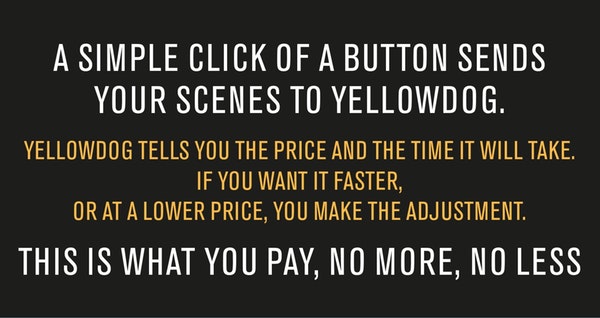 A SIMPLE CLICK OF A BUTTON SENDS
YOUR SCENES TO YELLOWDOG.
YELLOWDOG TELLS YOU THE PRICE AND THE TIME IT WILL TAKE.
IF YOU WANT IT FASTER,
OR AT A LOWER PRICE, YOU MAKE THE ADJUSTMENT.
THIS IS WHAT YOU PAY, NO MORE, NO LESS